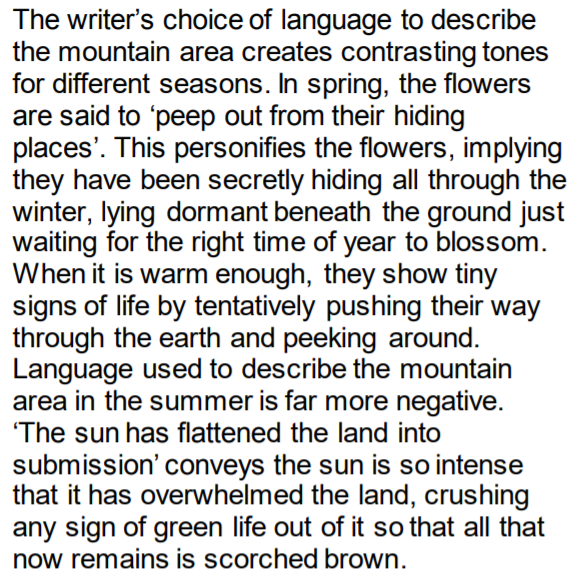 The writer’s choice of language to describe
the mountain area creates contrasting tones
for different seasons. In spring, the flowers
are said to ‘peep out from their hiding
places’. This personifies the flowers, implying
they have been secretly hiding all through the
winter, lying dormant beneath the ground just
waiting for the right time of year to blossom.
When it is warm enough, they show tiny
signs of life by tentatively pushing their way
through the earth and peeking around.
Language used to describe the mountain
area in the summer is far more negative.
‘The sun has flattened the land into
submission’ conveys the sun is so intense
that it has overwhelmed the land, crushing
any sign of green life out of it so that all that
now remains is scorched brown.